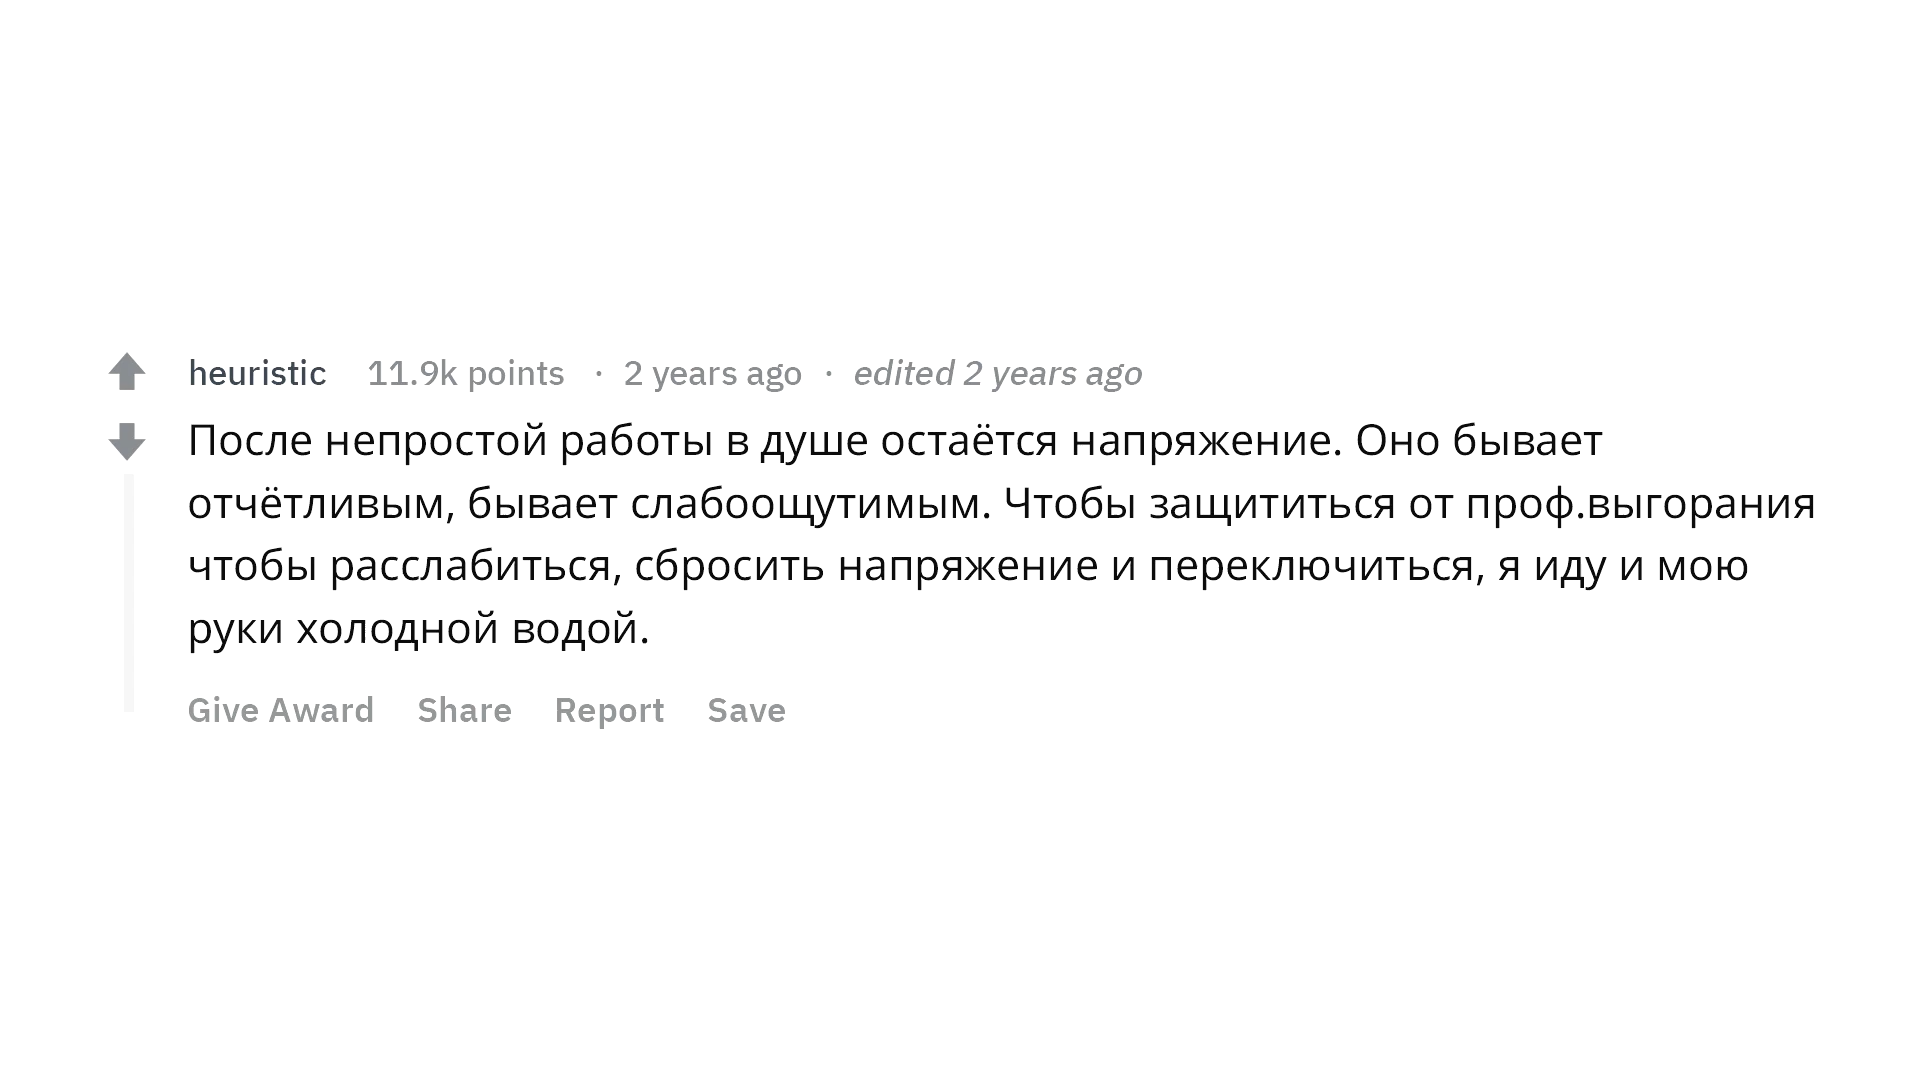 heuristic 11.9k points · 2 years ago · edited 2 years ago
После непростой работы в душе остаётся напряжение. Оно бывает
отчётливым, бывает слабоощутимым. Чтобы защититься от проф.выгорания
чтобы расслабиться, сбросить напряжение и переключиться, я иду и мою
руки холодной водой.
Give Award Share Report Save